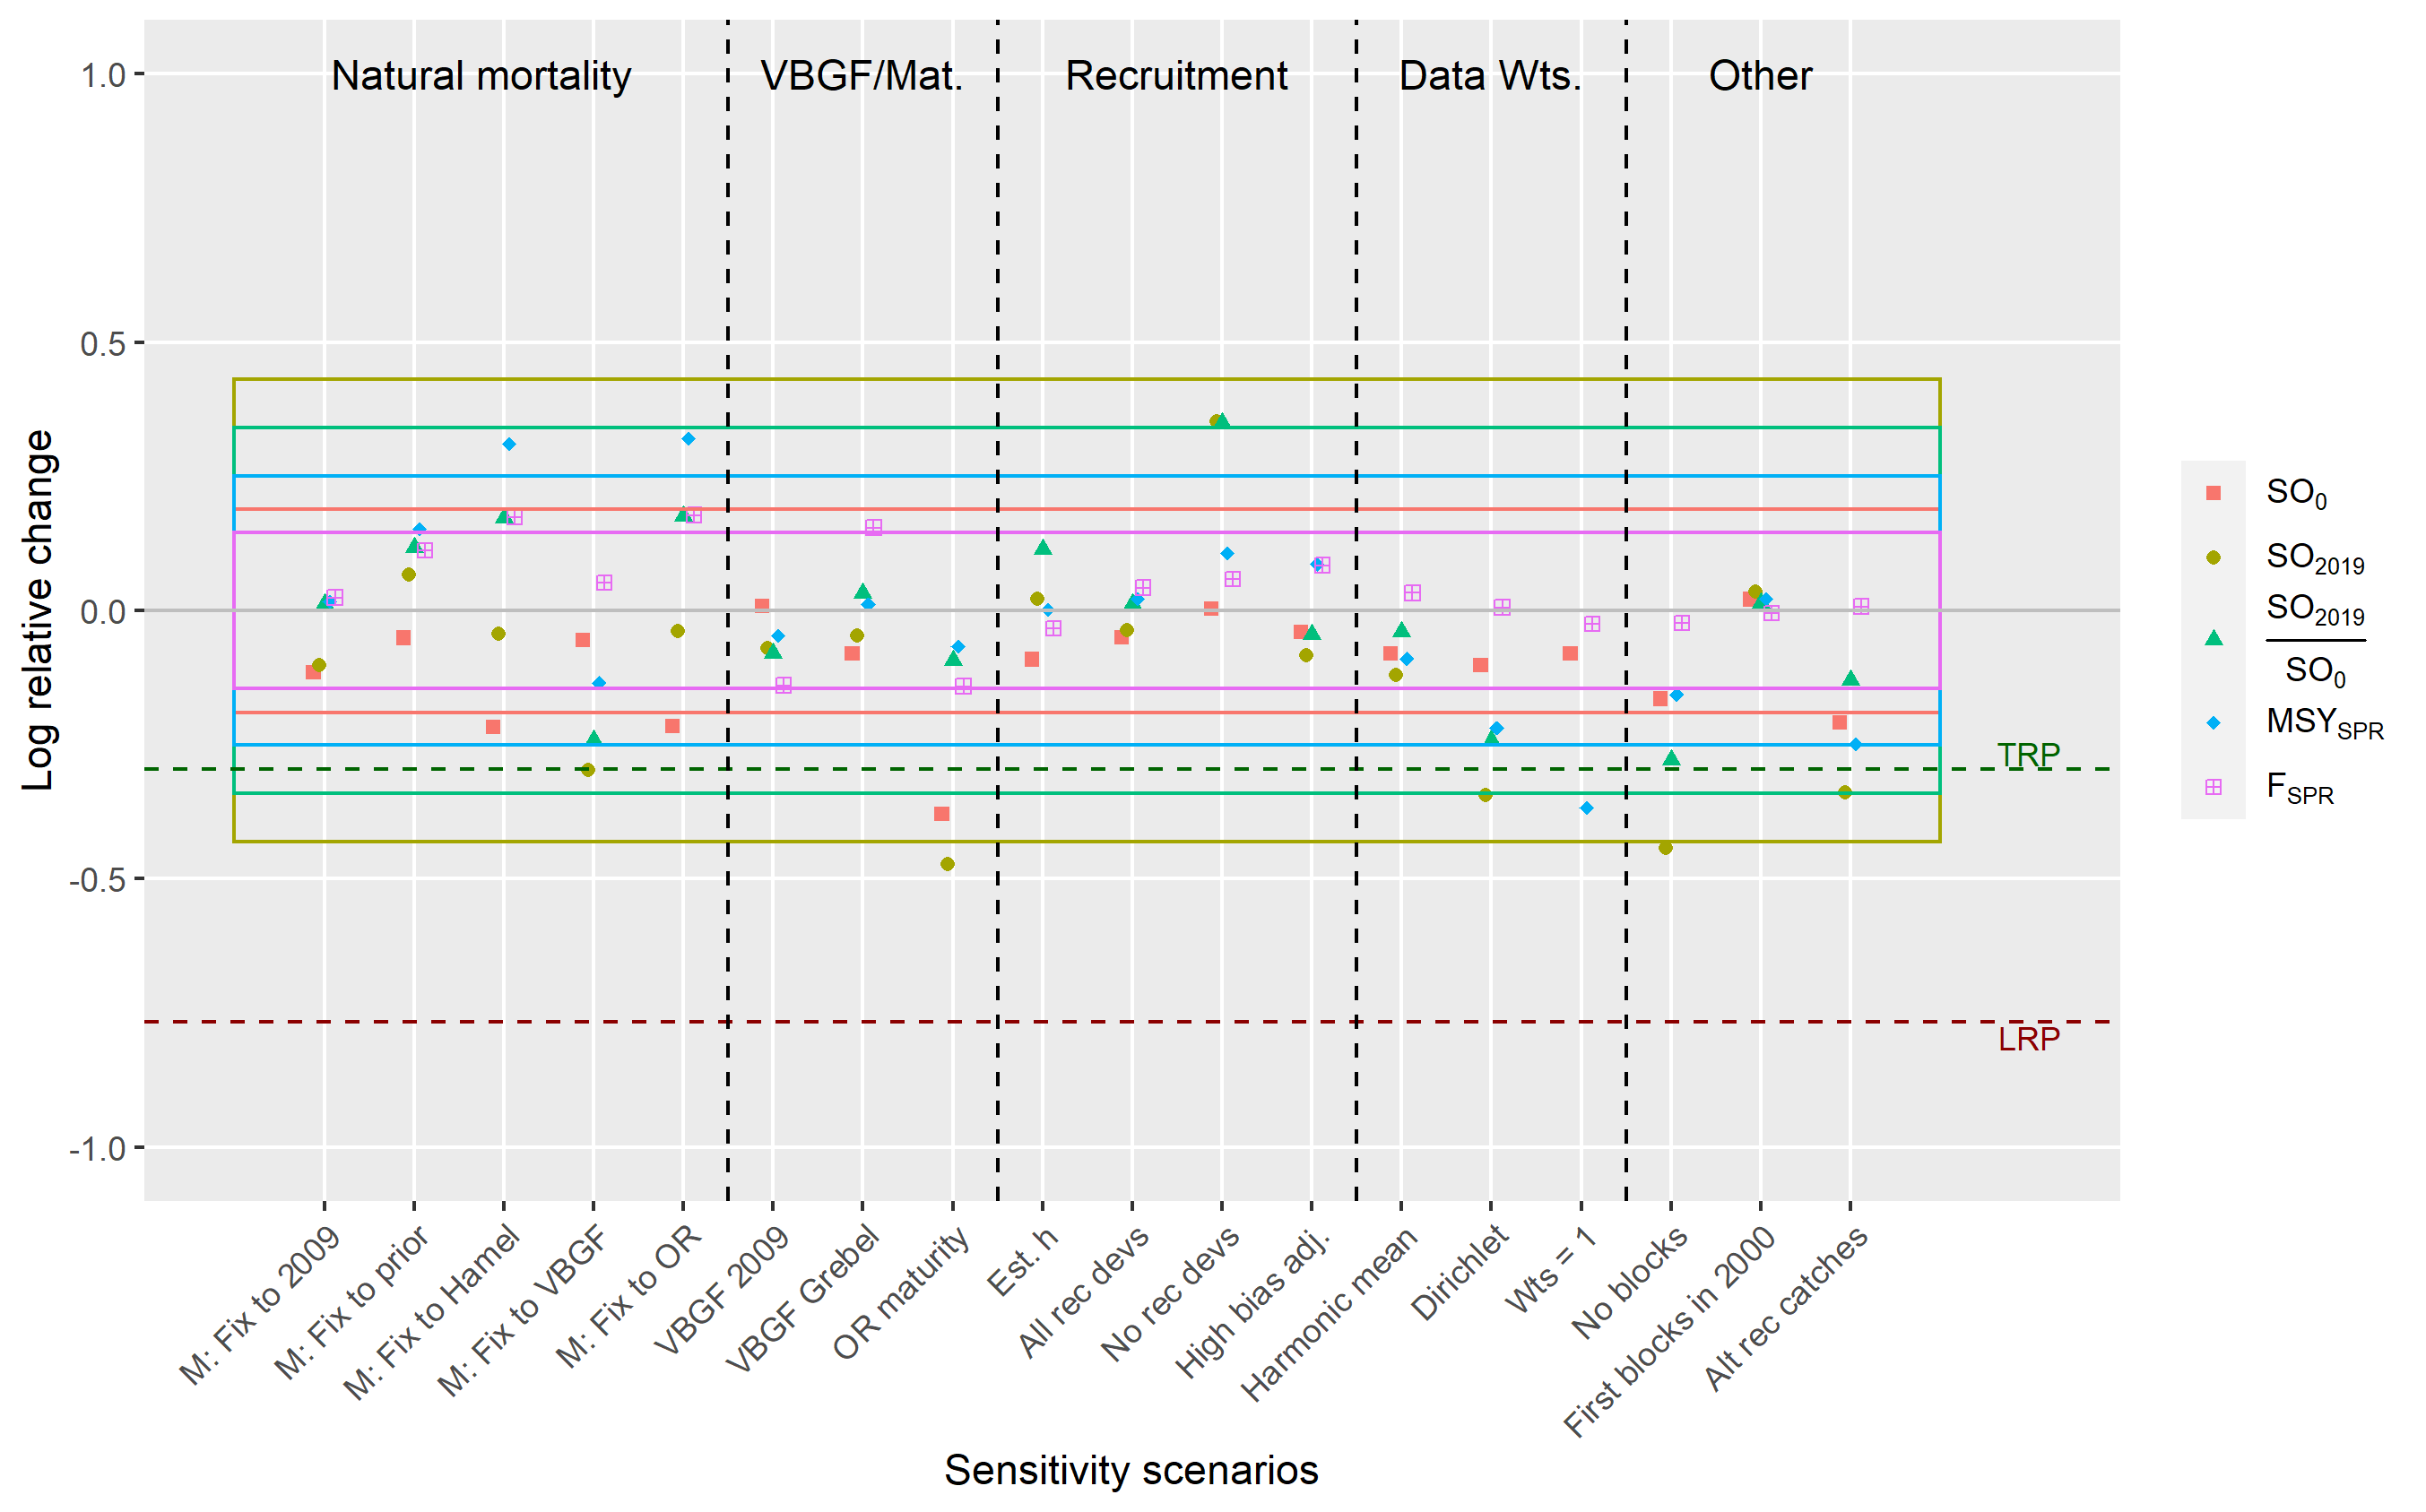 Natural mortality
VBGF/Mat.
Recruitment
Data Wts.
Other
1.0
0.5
0.0
-0.5
-1.0
Log relative change
TRP
LRP
M: Fix to 2009
M: Fix to prior
M: Fix to Hamel
M: Fix to VBGF
M: Fix to OR
VBGF 2009
VBGF Grebel
OR maturity
Est. h
All rec devs
No rec devs
High bias adj.
Harmonic mean
Dirichlet
Wts = 1
No blocks
First blocks in 2000
Alt rec catches
Sensitivity scenarios
SO0
SO2019
SO2019
SO0
MSYSPR
FSPR